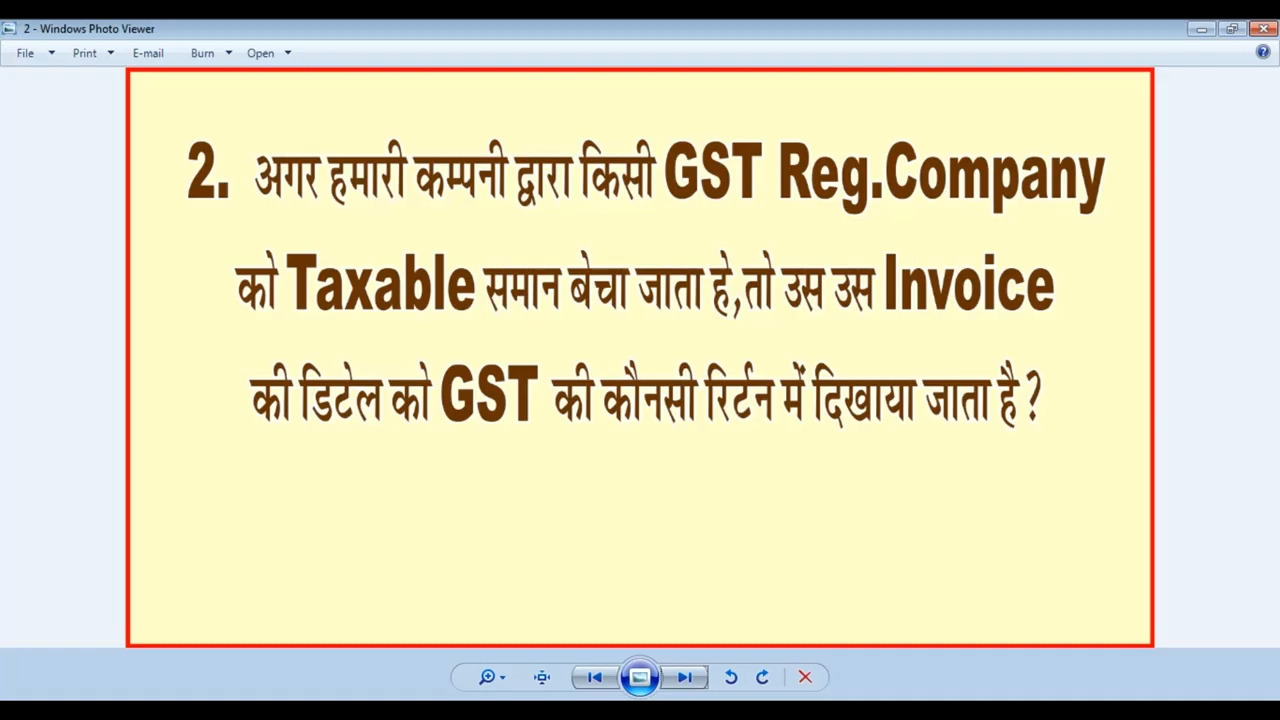 2 - Windows Photo Viewer
File Print E-mail Burn Open
2. अगर हमारी कम्पनी द्वारा किसी GST Reg.Company
को Taxable समान बेचा जाता हे,तो उस उस Invoice
की डिटेल को GST की कौनसी रिर्टन में दिखाया जाता है ?